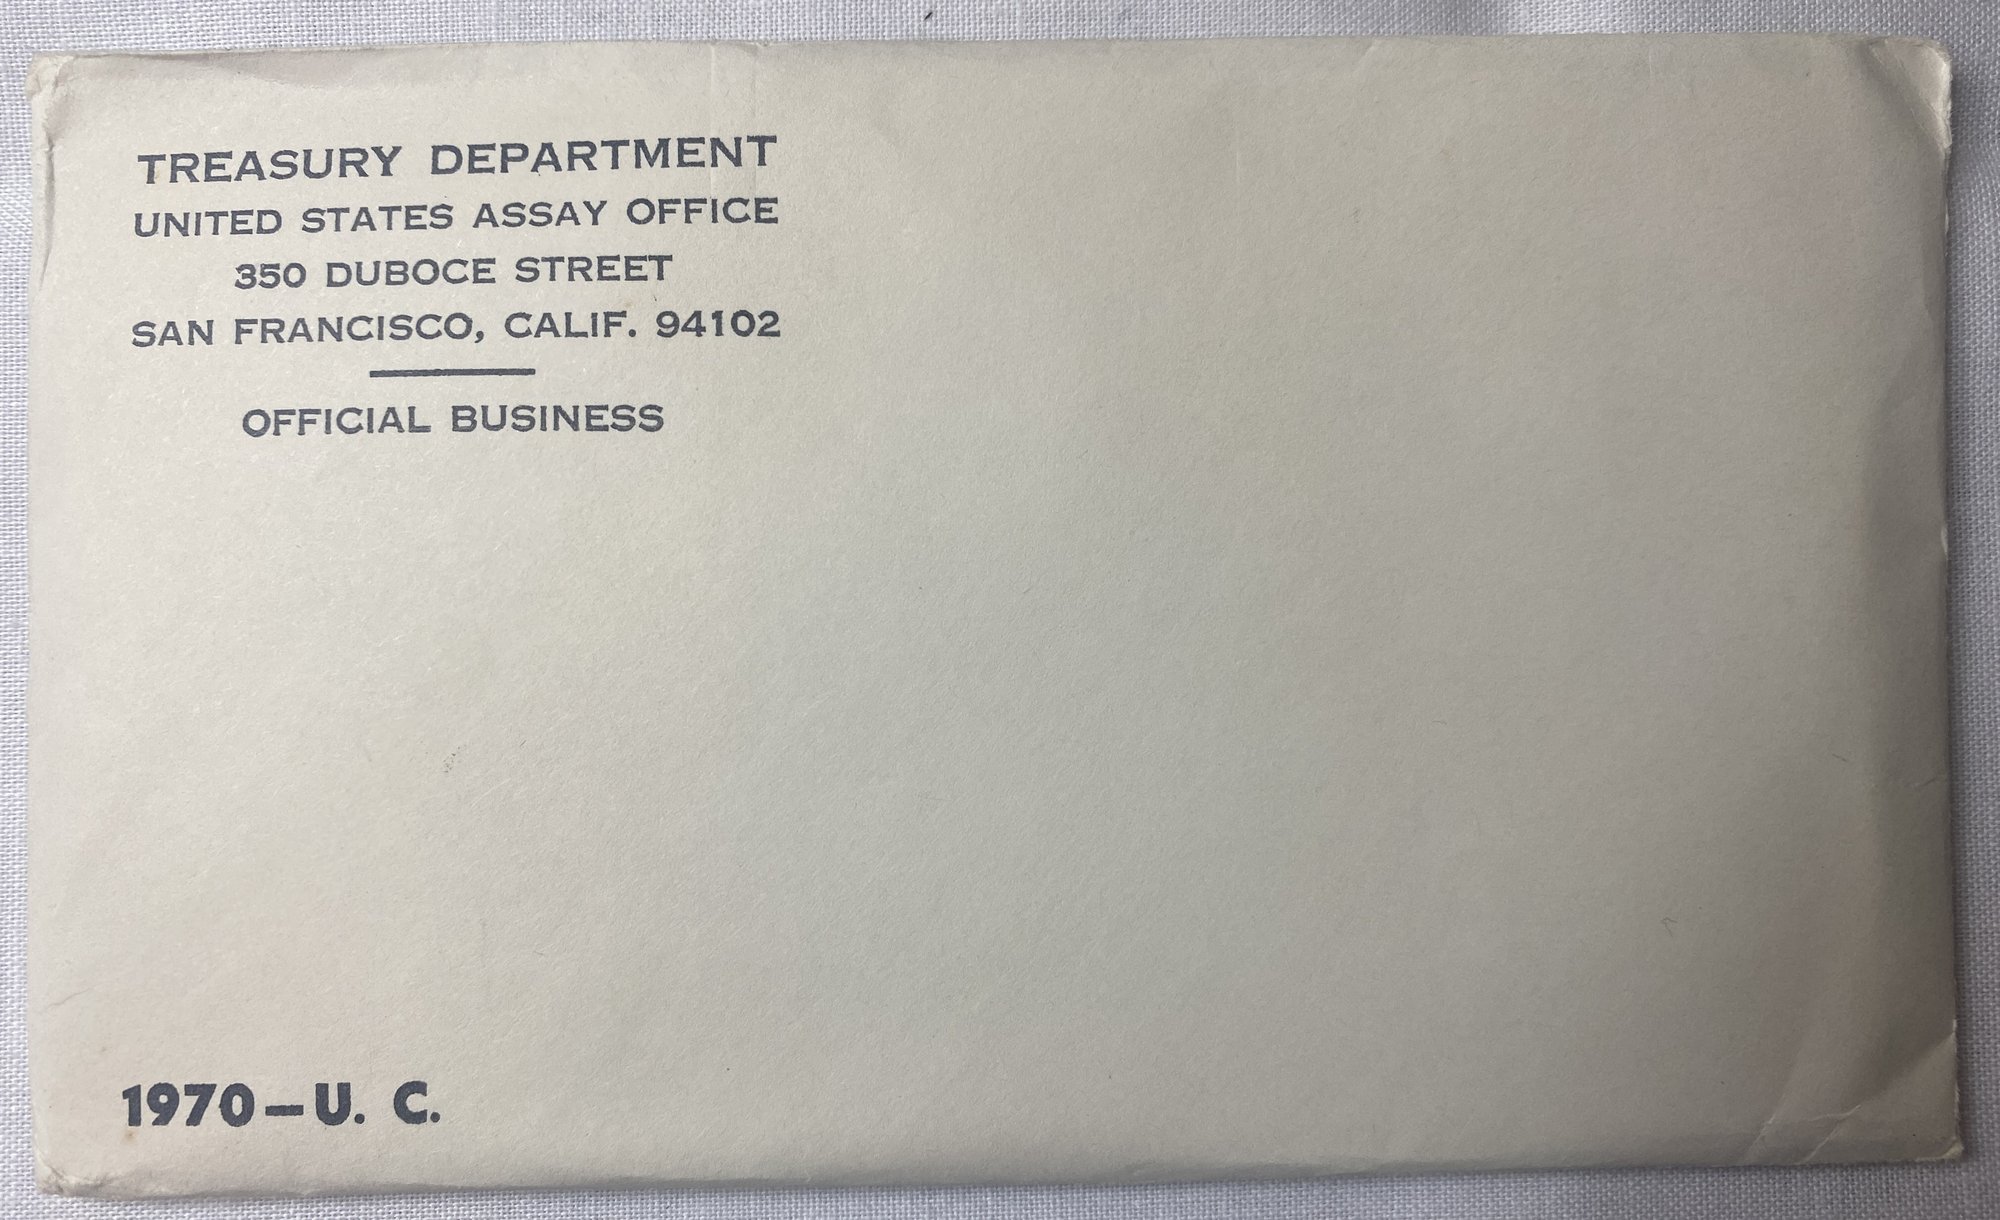 TREASURY DEPARTMENT
UNITED STATES ASSAY OFFICE
350 DUBOCE STREET
SAN FRANCISCO, CALIF. 94102
OFFICIAL BUSINESS
1970—U. C.